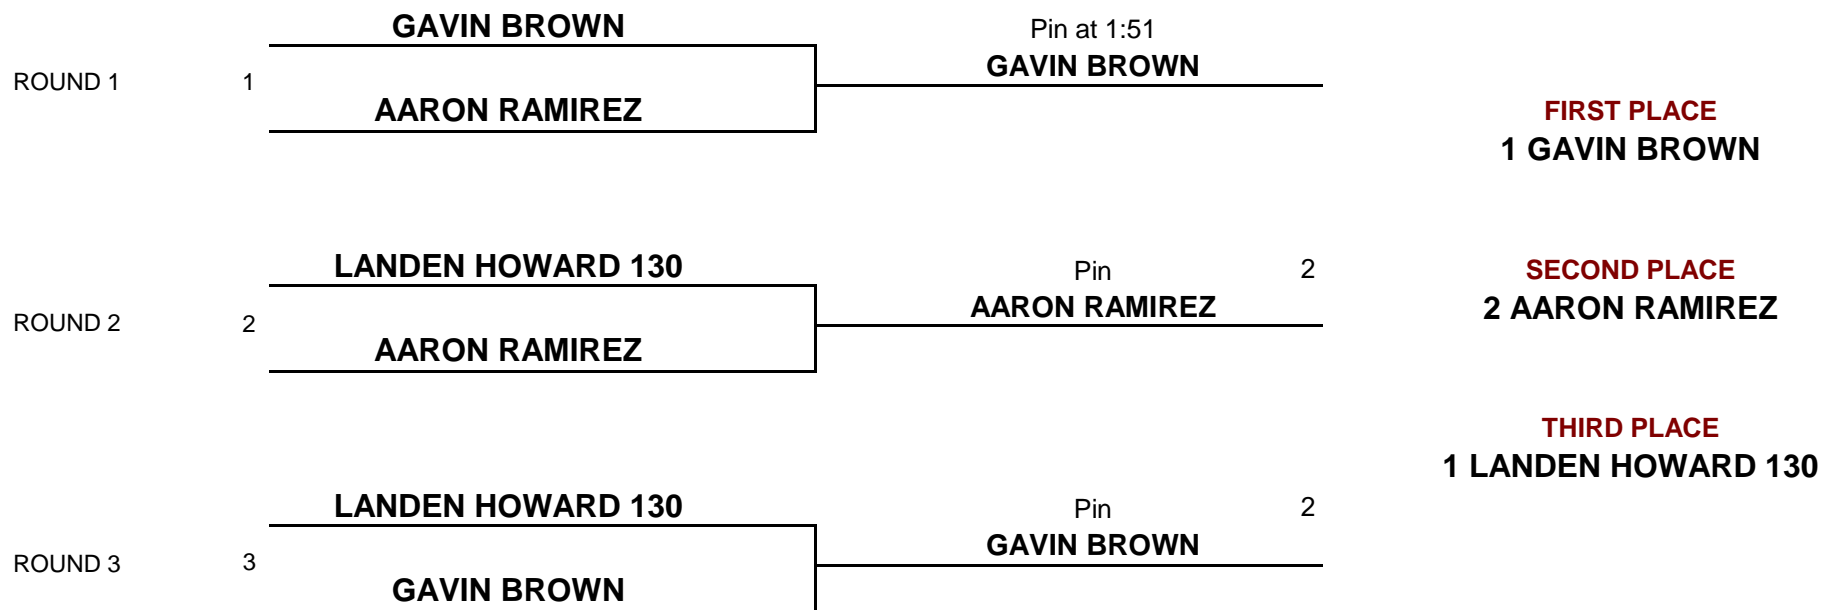 GAVIN BROWN
Pin at 1:51
GAVIN BROWN
ROUND 1
1
AARON RAMIREZ
FIRST PLACE
1 GAVIN BROWN
LANDEN HOWARD 130
Pin 2
AARON RAMIREZ
ROUND 2
2
AARON RAMIREZ
SECOND PLACE
2 AARON RAMIREZ
THIRD PLACE
1 LANDEN HOWARD 130
LANDEN HOWARD 130
Pin 2
GAVIN BROWN
ROUND 3
3
GAVIN BROWN